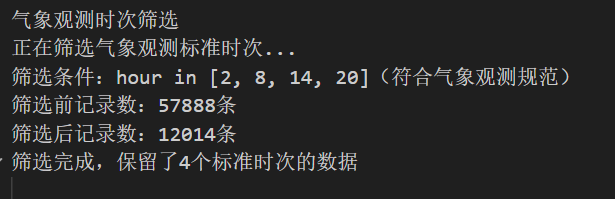 气象观测时次筛选
正在筛选气象观测标准时次...
筛选条件：hour in [2, 8, 14, 20]（符合气象观测规范）
筛选前记录数：57888条
筛选后记录数：12014条
筛选完成，保留了4个标准时次的数据